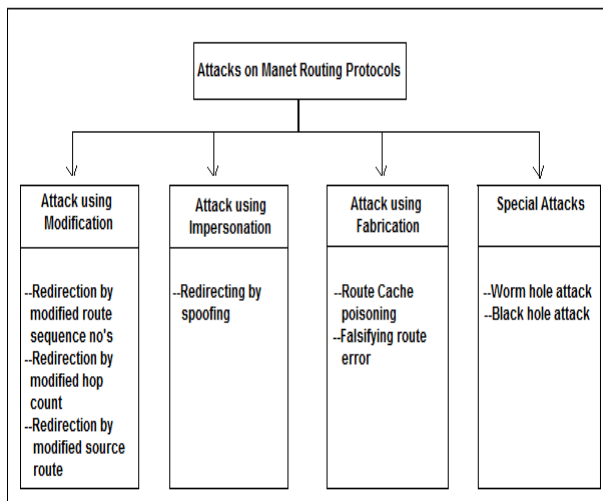 Attacks on Manet Routing Protocols
Attack using
Modification
--Redirection by
modified route
sequence no's
--Redirection by
modified hop
count
--Redirection by
modified source
route
Attack using
Impersonation
--Redirecting by
spoofing
Attack using
Fabrication
--Route Cache
poisoning
--Falsifying route
error
Special Attacks
--Worm hole attack
--Black hole attack